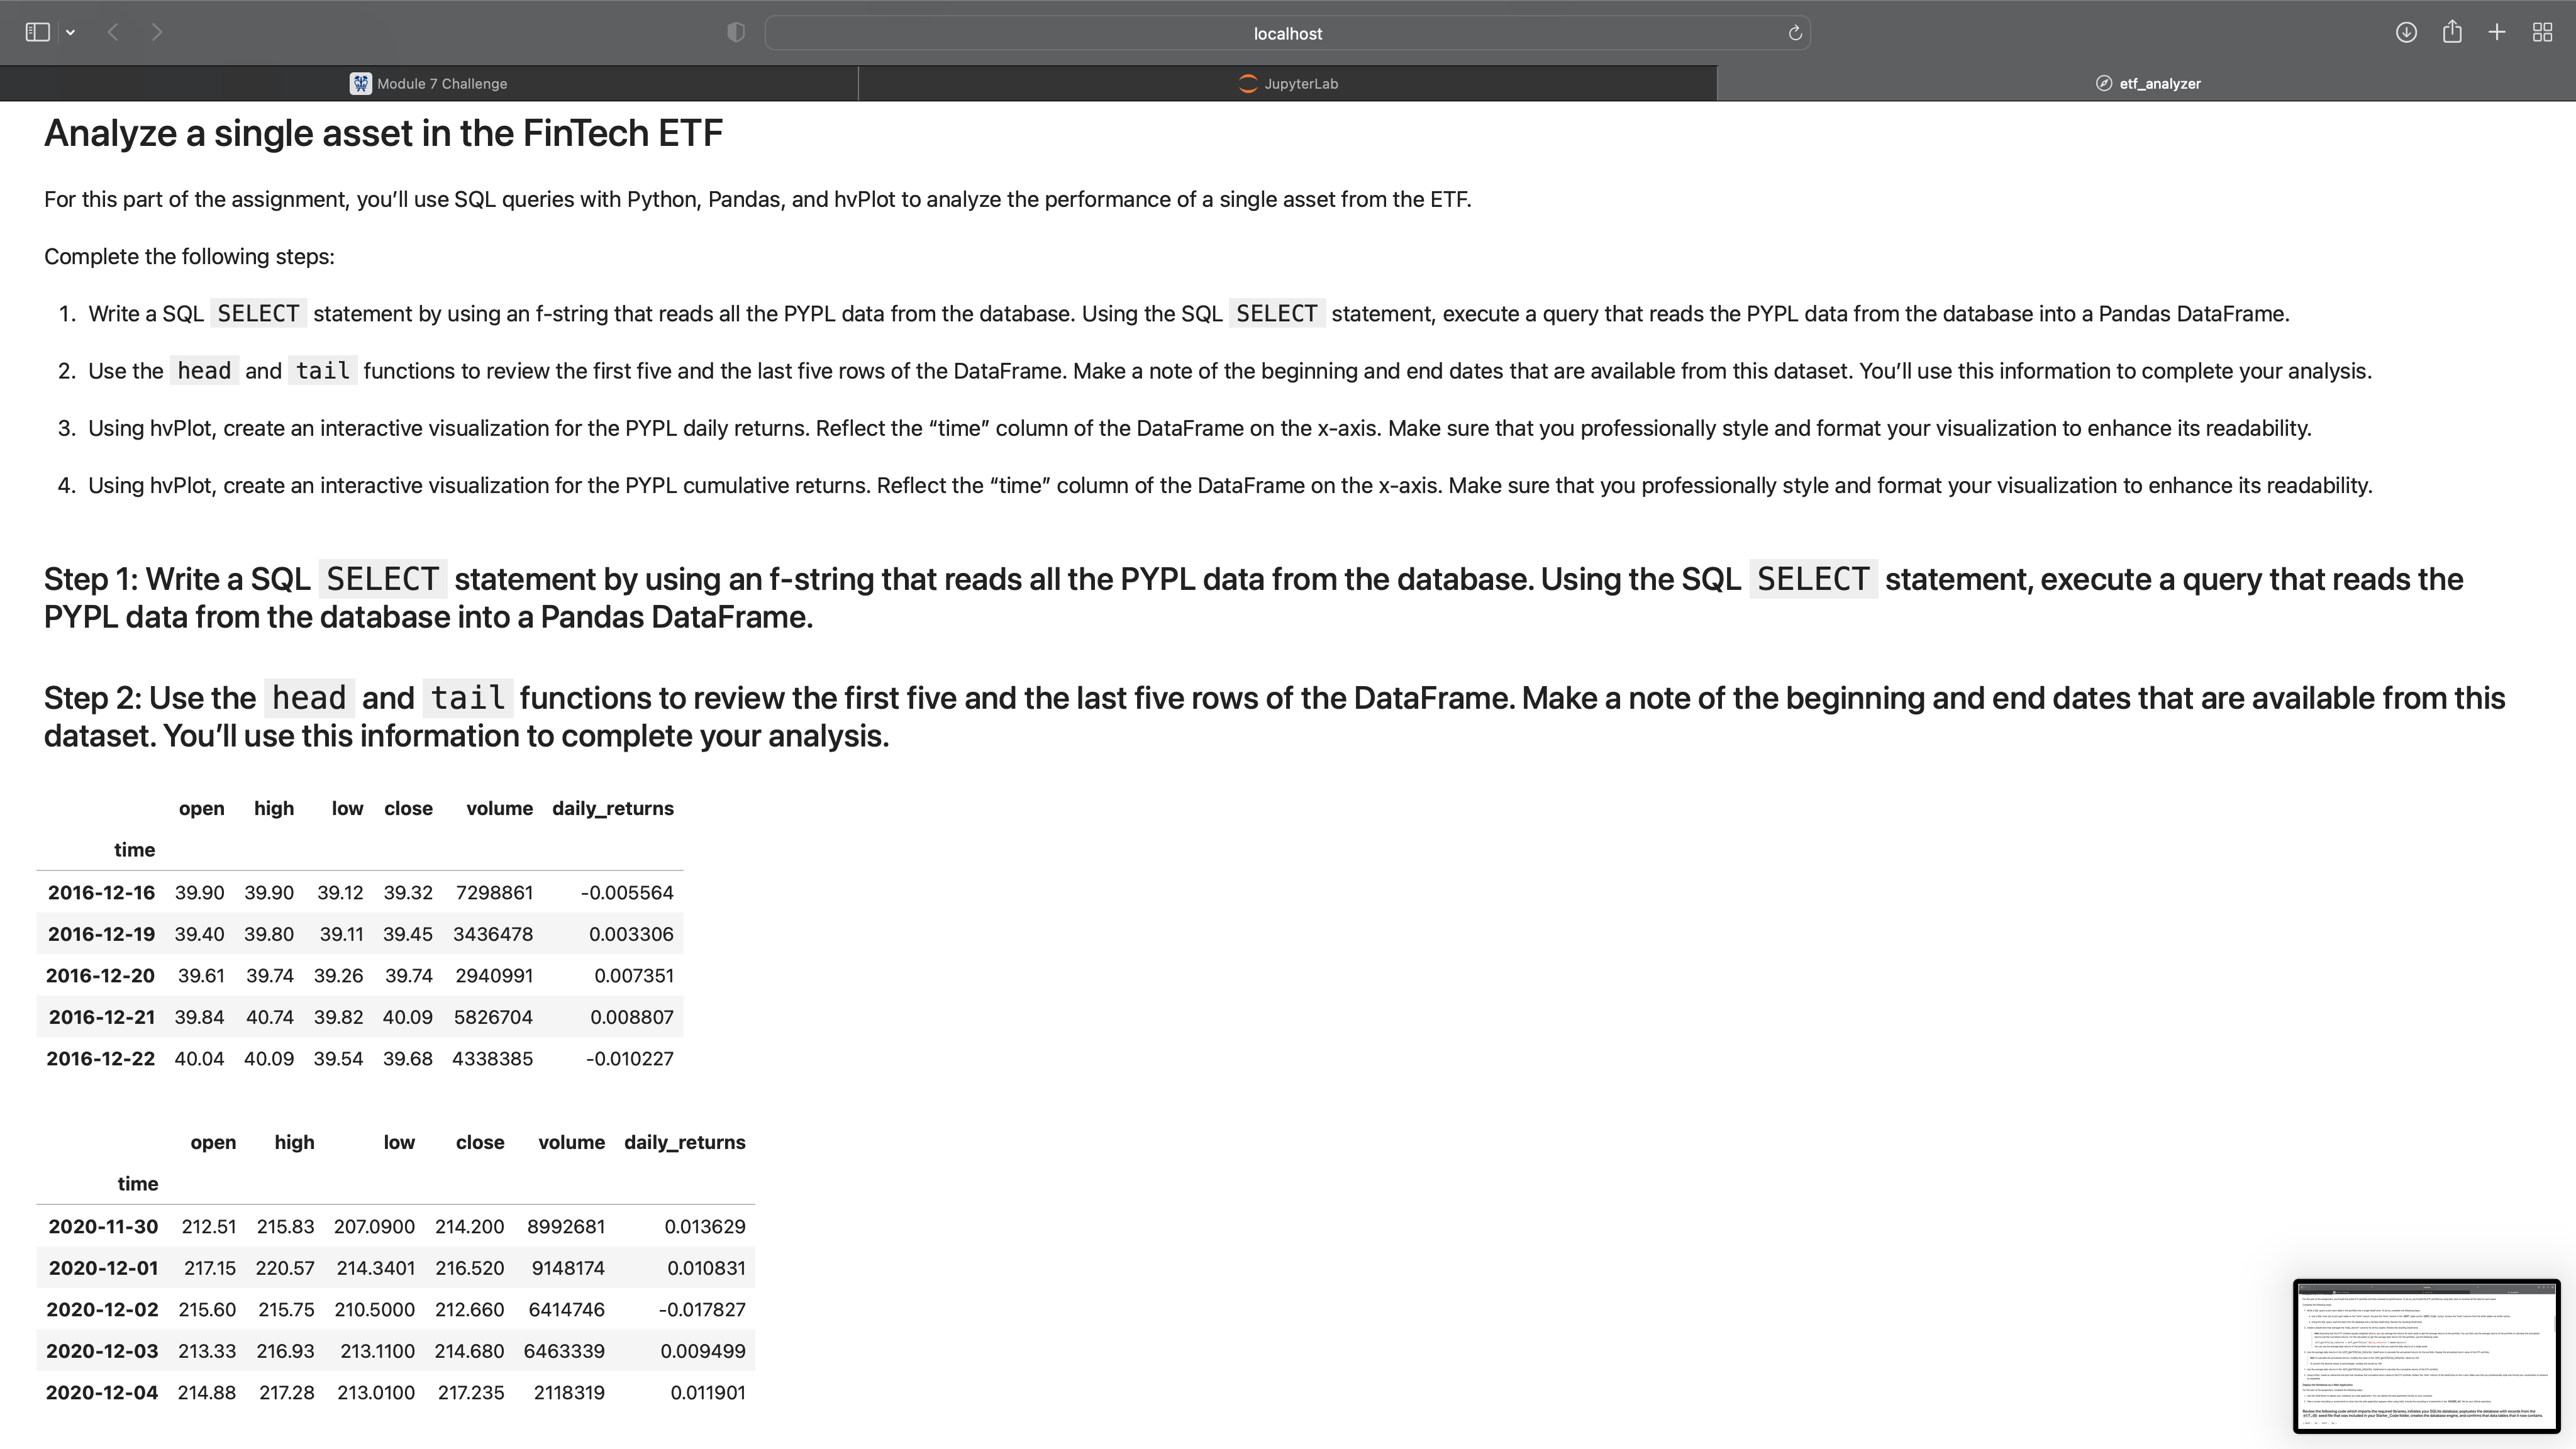 localhost
Module 7 Challenge
JupyterLab
etf_analyzer
Analyze a single asset in the FinTech ETF
For this part of the assignment, you’ll use SQL queries with Python, Pandas, and hvPlot to analyze the performance of a single asset from the ETF.
Complete the following steps:
1. Write a SQL SELECT statement by using an f-string that reads all the PYPL data from the database. Using the SQL SELECT statement, execute a query that reads the PYPL data from the database into a Pandas DataFrame.
2. Use the head and tail functions to review the first five and the last five rows of the DataFrame. Make a note of the beginning and end dates that are available from this dataset. You’ll use this information to complete your analysis.
3. Using hvPlot, create an interactive visualization for the PYPL daily returns. Reflect the “time” column of the DataFrame on the x-axis. Make sure that you professionally style and format your visualization to enhance its readability.
4. Using hvPlot, create an interactive visualization for the PYPL cumulative returns. Reflect the “time” column of the DataFrame on the x-axis. Make sure that you professionally style and format your visualization to enhance its readability.
Step 1: Write a SQL SELECT statement by using an f-string that reads all the PYPL data from the database. Using the SQL SELECT statement, execute a query that reads the
PYPL data from the database into a Pandas DataFrame.
Step 2: Use the head and tail functions to review the first five and the last five rows of the DataFrame. Make a note of the beginning and end dates that are available from this
dataset. You’ll use this information to complete your analysis.
open high low close volume daily_returns
time
2016-12-16 39.90 39.90 39.12 39.32 7298861 -0.005564
2016-12-19 39.40 39.80 39.11 39.45 3436478 0.003306
2016-12-20 39.61 39.74 39.26 39.74 2940991 0.007351
2016-12-21 39.84 40.74 39.82 40.09 5826704 0.008807
2016-12-22 40.04 40.09 39.54 39.68 4338385 -0.010227
open high low close volume daily_returns
time
2020-11-30 212.51 215.83 207.0900 214.200 8992681 0.013629
2020-12-01 217.15 220.57 214.3401 216.520 9148174 0.010831
2020-12-02 215.60 215.75 210.5000 212.660 6414746 -0.017827
2020-12-03 213.33 216.93 213.1100 214.680 6463339 0.009499
2020-12-04 214.88 217.28 213.0100 217.235 2118319 0.011901